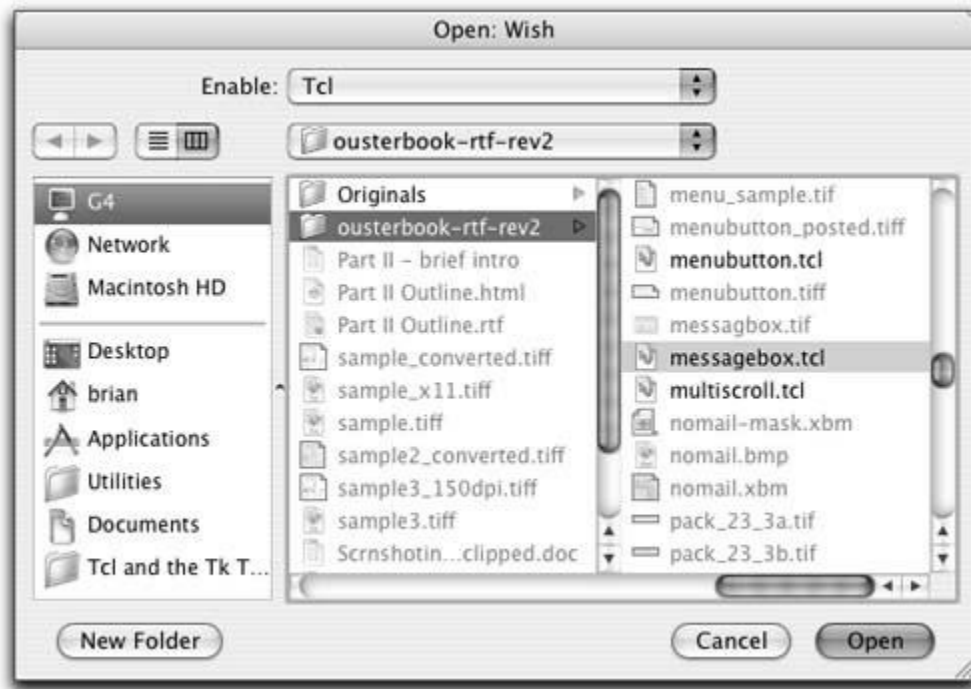 Open: Wish
Enable: Tcl
ousterbook-rtf-rev2
G4
Network
Macintosh HD
Desktop
brian
Applications
Utilities
Documents
Tcl and the Tk T...
Originals
ousterbook-rtf-rev2
Part II – brief intro
Part II Outline.html
Part II Outline.rtf
sample_converted.tiff
sample_x11.tiff
sample.tiff
sample2_converted.tiff
sample3_150dpi.tiff
sample3.tiff
Scrnshotin...clipped.doc
menu_sample.tif
menubutton_posted.tiff
menubutton.tcl
menubutton.tiff
messagbox.tif
messagebox.tcl
multiscroll.tcl
nomail-mask.xbm
nomail.bmp
nomail.xbm
pack_23_3a.tif
pack_23_3b.tif
New Folder
Cancel
Open